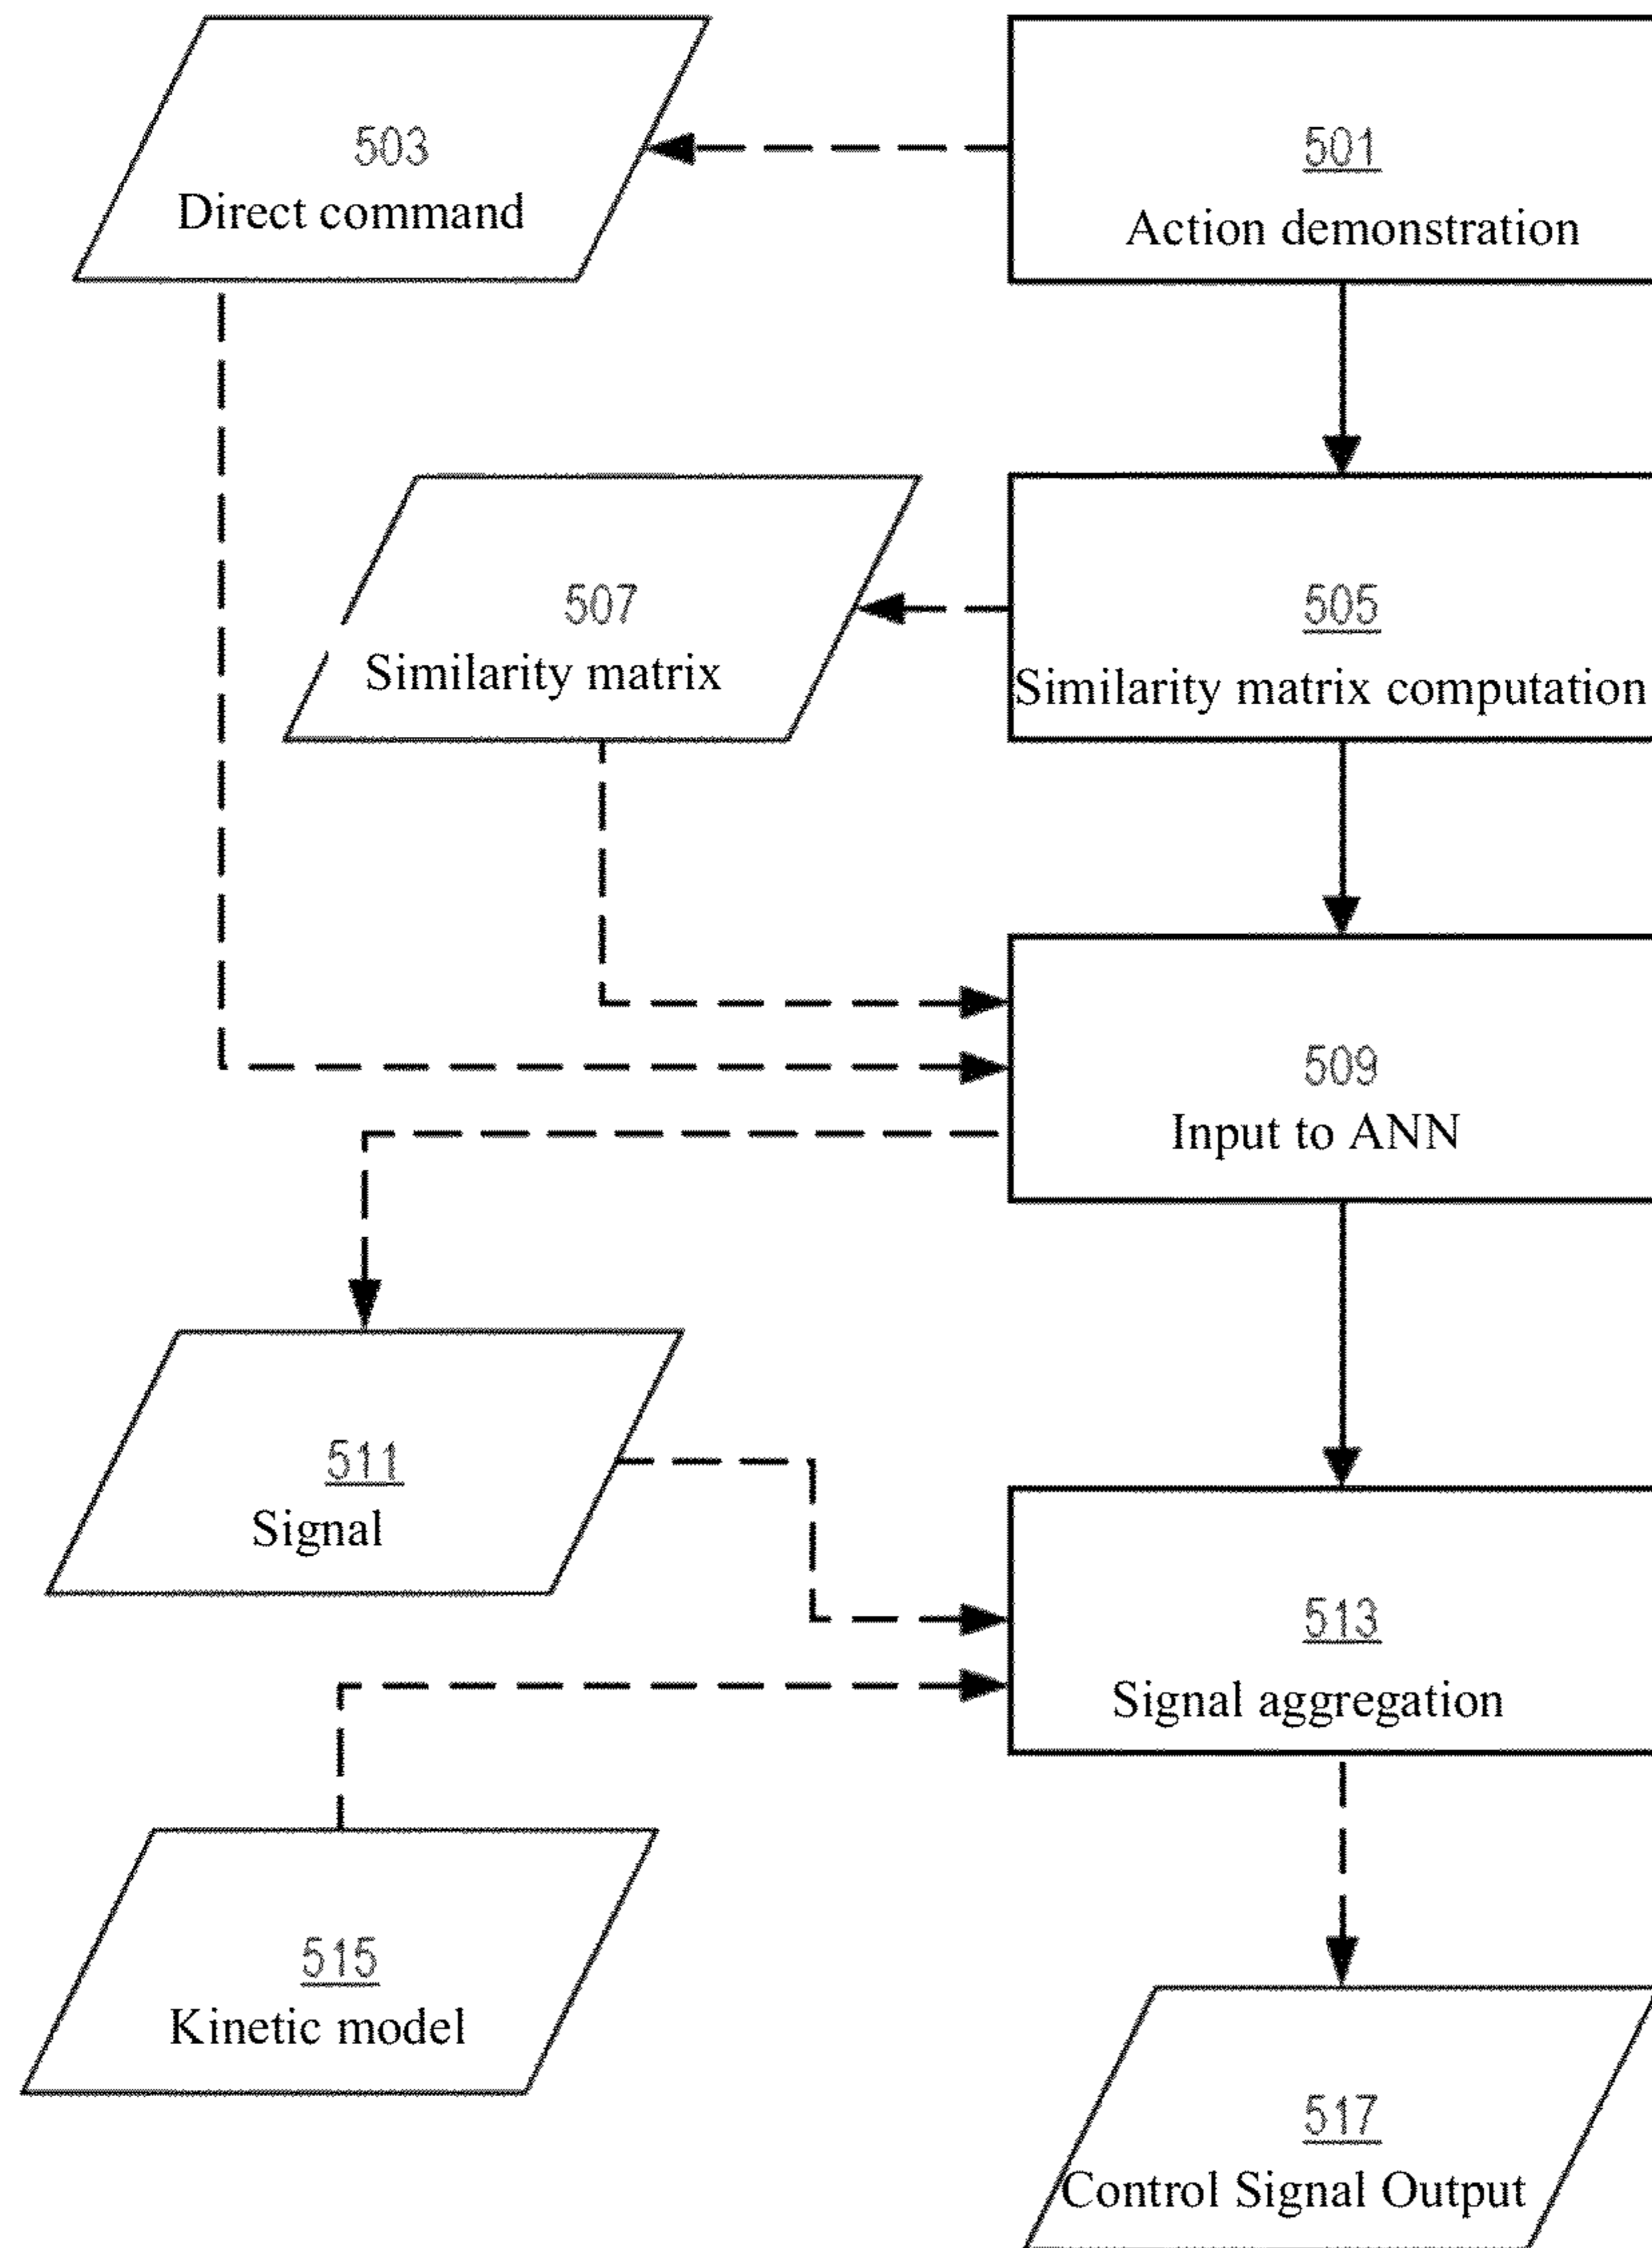 503
Direct command
501
Action demonstration
507
Similarity matrix
505
Similarity matrix computation
509
Input to ANN
511
Signal
513
Signal aggregation
515
Kinetic model
517
Control Signal Output